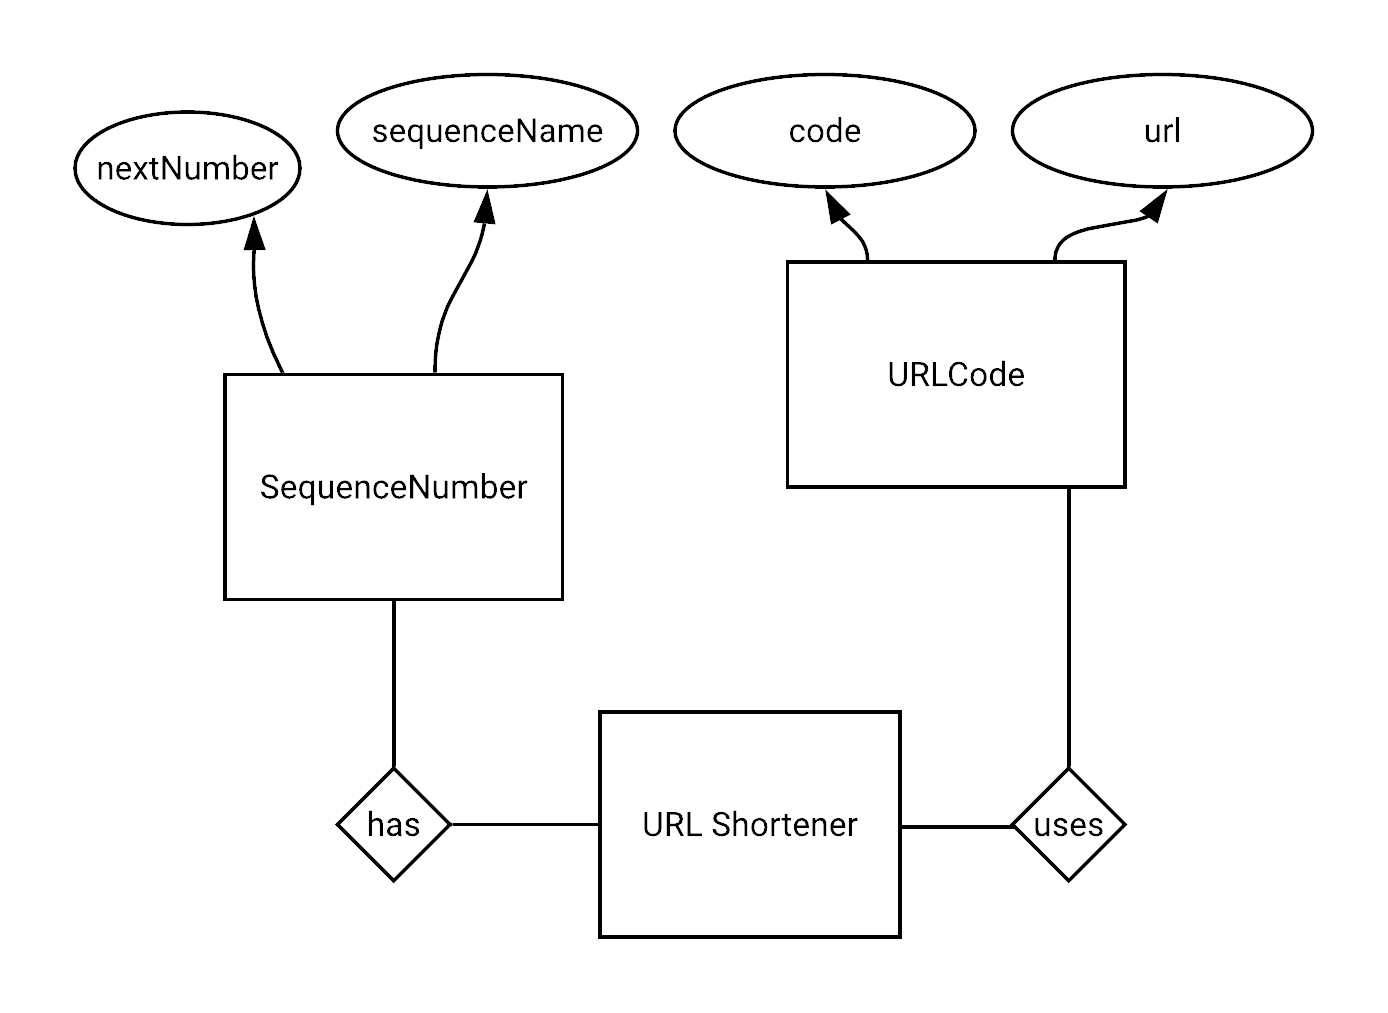 nextNumber
sequenceName
code
url
SequenceNumber
URLCode
has
URL Shortener
uses